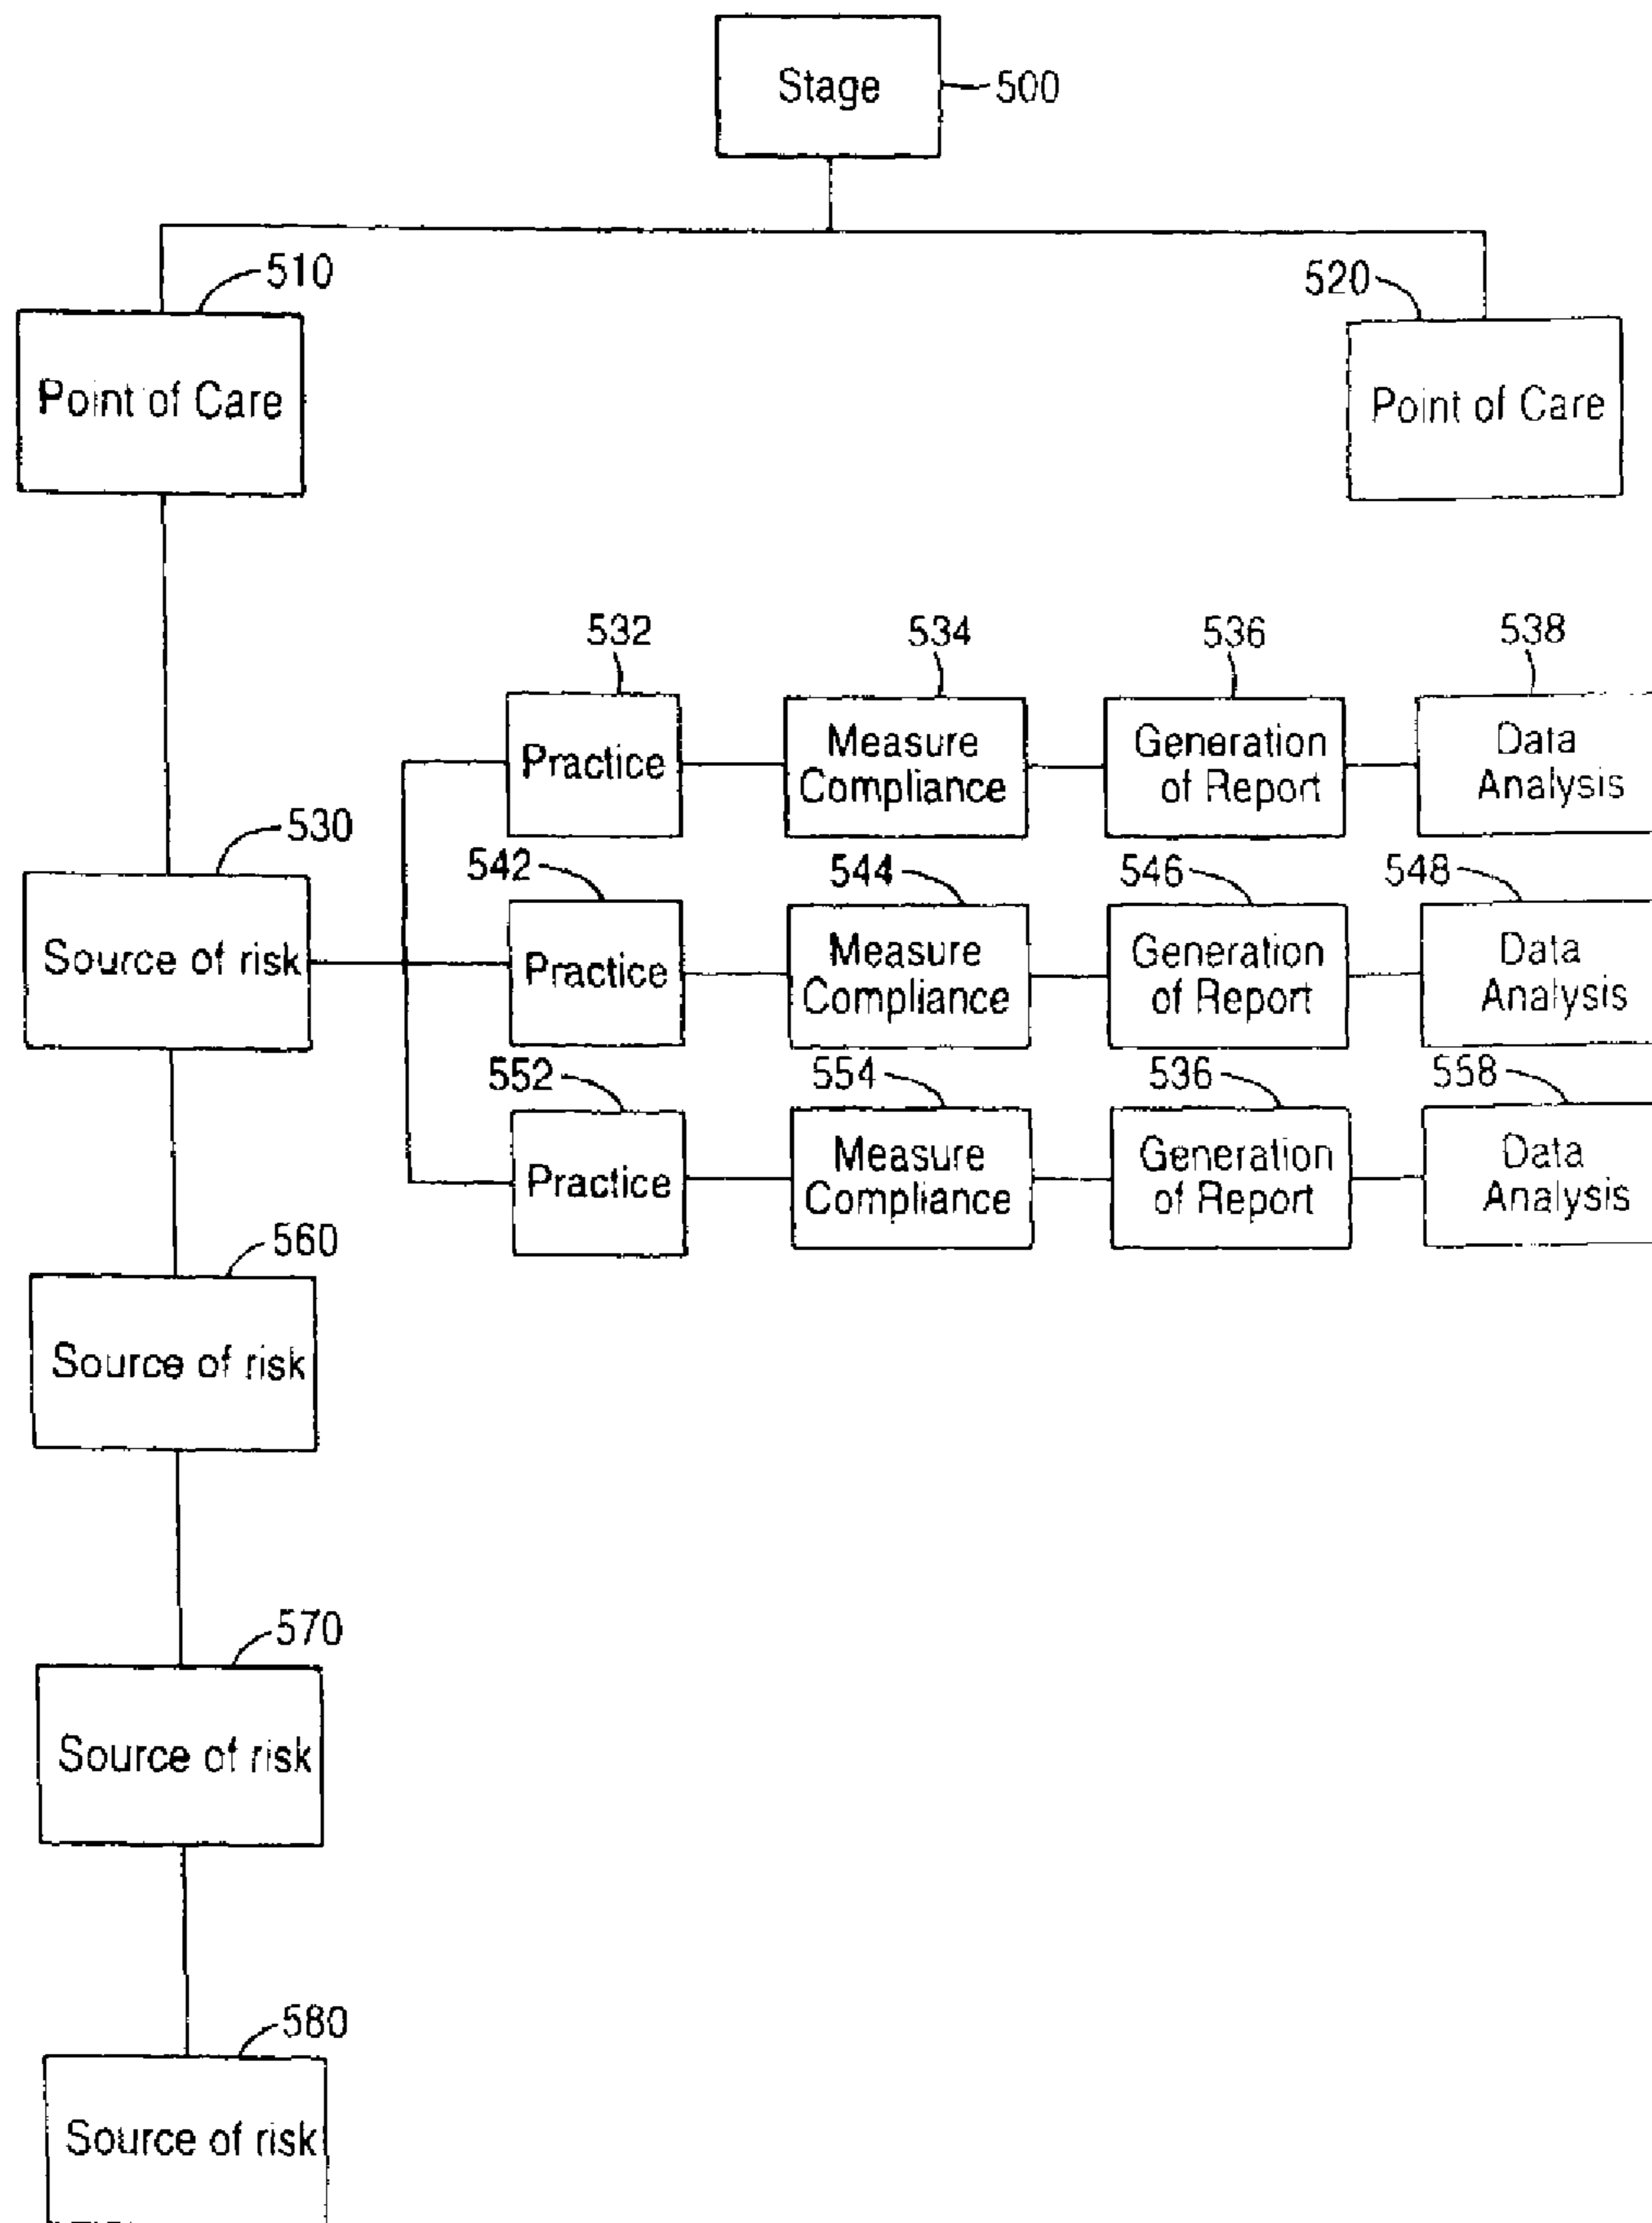 Stage
500
510
520
Point of Care
Point of Care
532
534
536
538
Practice
Measure
Compliance
Generation
of Report
Data
Analysis
530
Source of risk
542
544
546
548
Practice
Measure
Compliance
Generation
of Report
Data
Analysis
552
554
536
558
Practice
Measure
Compliance
Generation
of Report
Data
Analysis
560
Source of risk
570
Source of risk
580
Source of risk